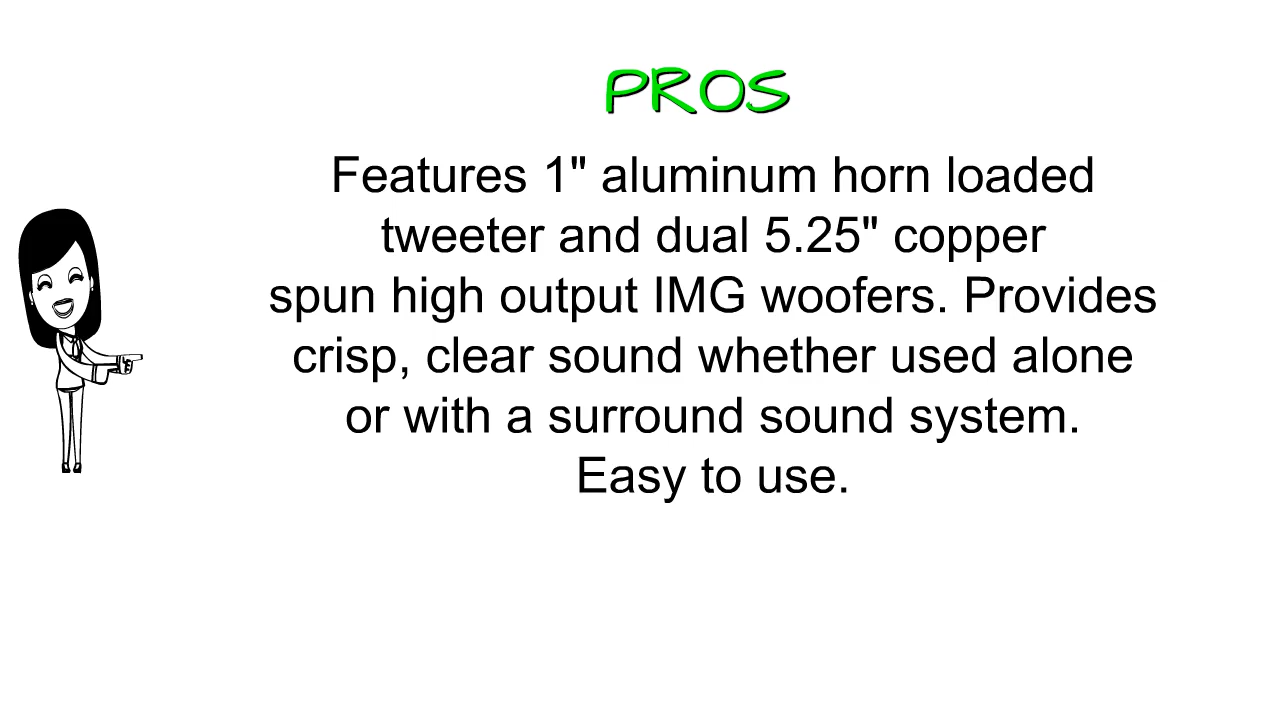 PROS
Features 1" aluminum horn loaded
tweeter and dual 5.25" copper
spun high output IMG woofers. Provides
crisp, clear sound whether used alone
or with a surround sound system.
Easy to use.